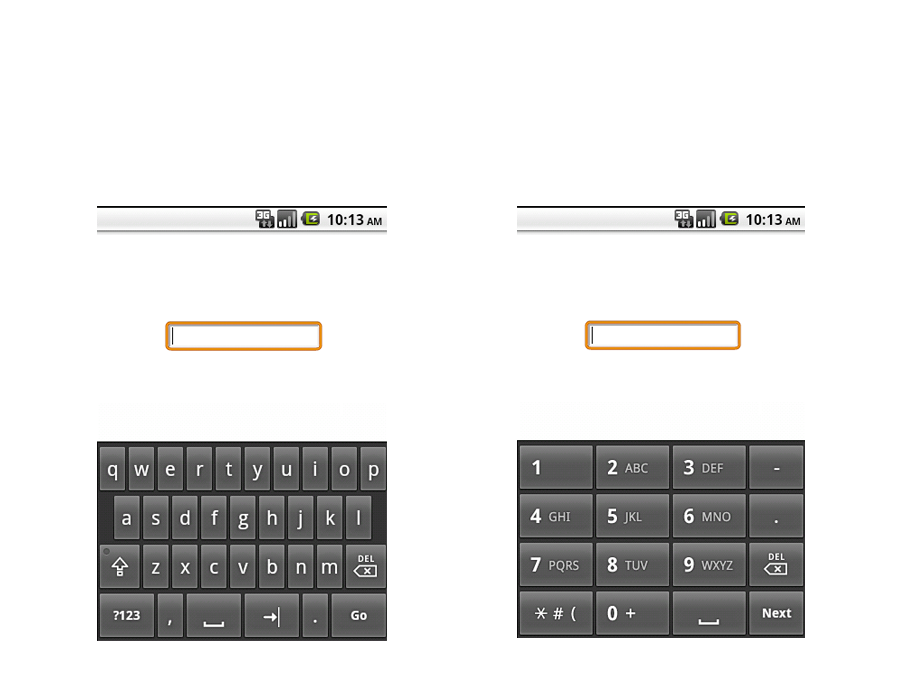 3G 10:13 AM
q w e r t y u i o p
a s d f g h j k l
DEL
z x c v b n m
?123 , . Go
3G 10:13 AM
1 2 ABC 3 DEF -
4 GHI 5 JKL 6 MNO .
7 PQRS 8 TUV 9 WXYZ DEL
* # ( 0 + Next